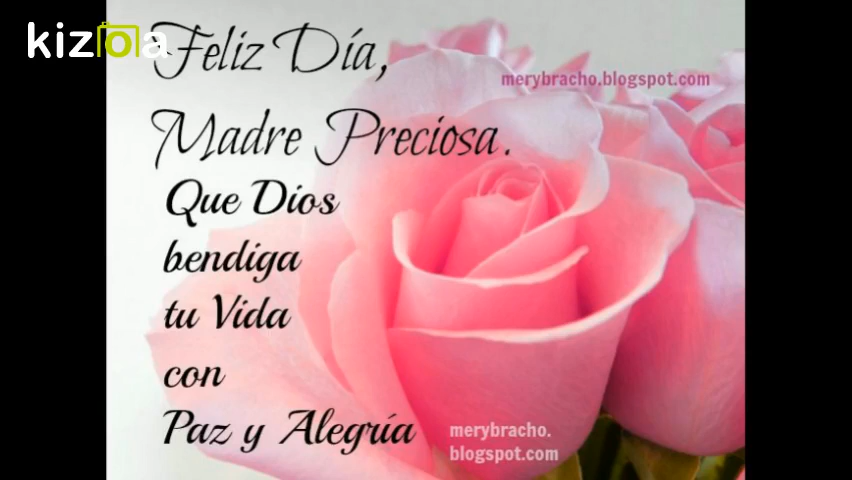 kizoa
Feliz Día,
merybracho.blogspot.com
Madre Preciosa.
Que Dios
bendiga
tu Vida
con
Paz y Alegría
merybracho.
blogspot.com